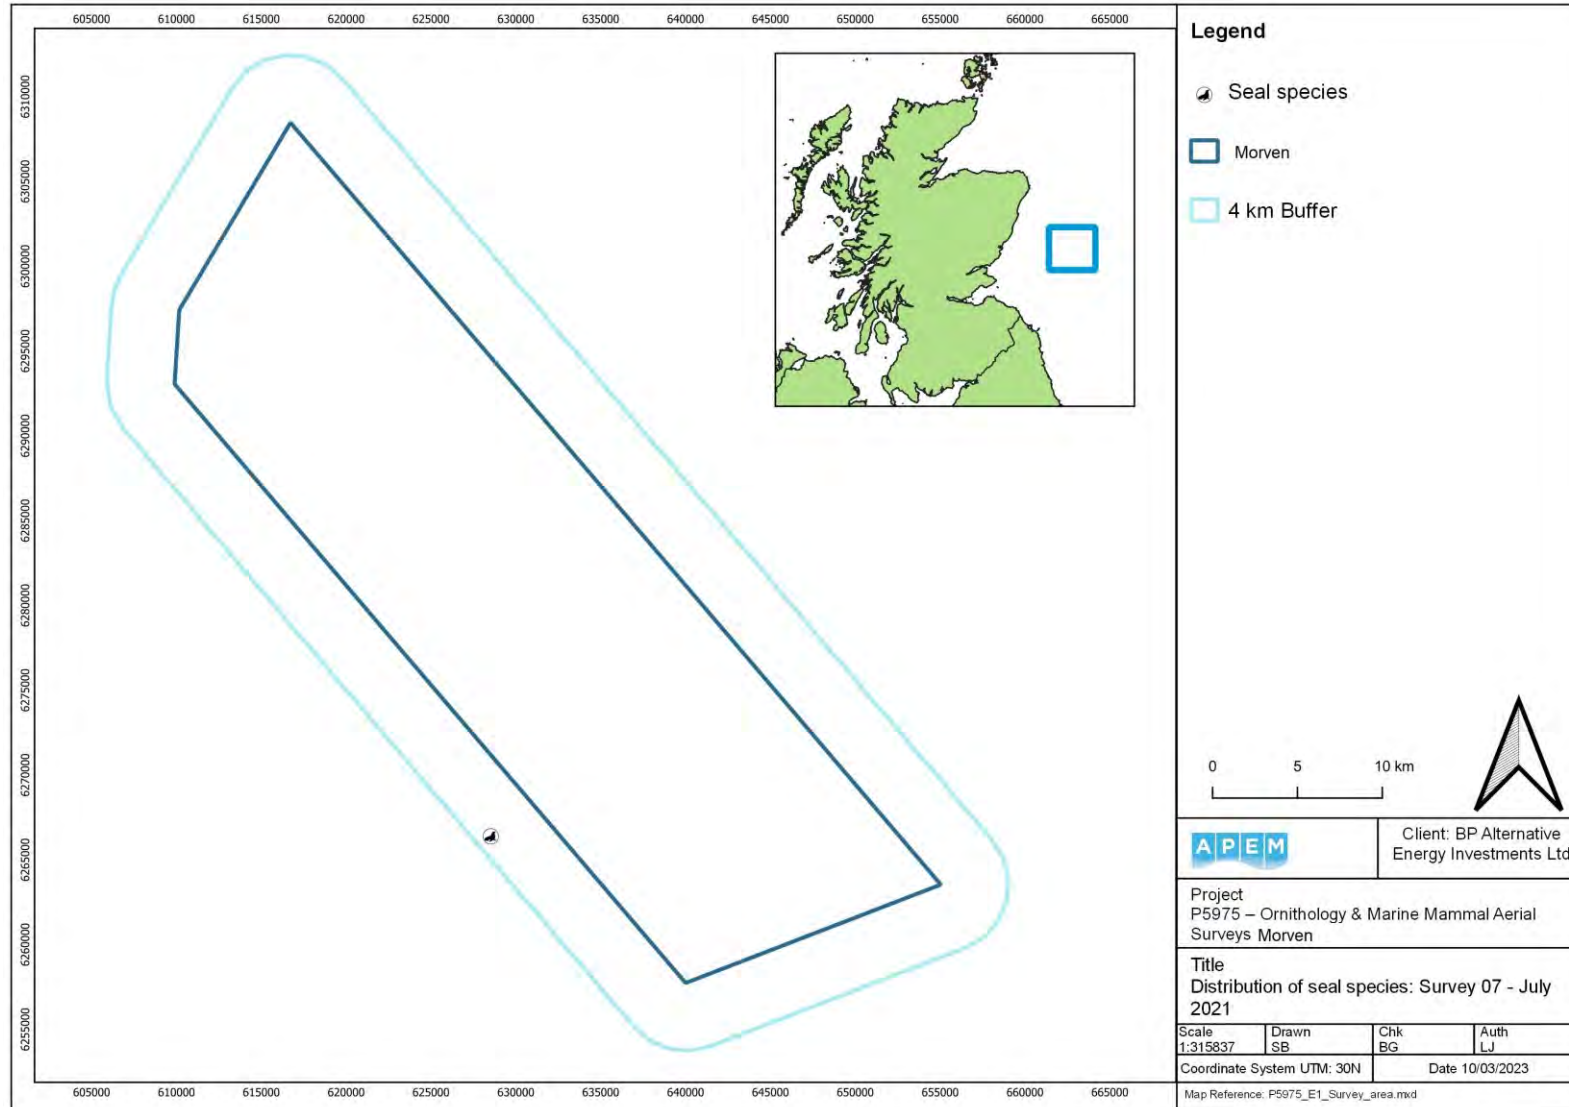 605000 610000 615000 620000 625000 630000 635000 640000 645000 650000 655000 660000 665000
6310000
6305000
6300000
6295000
6290000
6285000
6280000
6275000
6270000
6265000
6260000
6255000
605000 610000 615000 620000 625000 630000 635000 640000 645000 650000 655000 660000 665000
Legend
Seal species
Morven
4 km Buffer
0 5 10 km
APEM
Client: BP Alternative
Energy Investments Ltd
Project
P5975 – Ornithology & Marine Mammal Aerial
Surveys Morven
Title
Distribution of seal species: Survey 07 - July
2021
Scale Drawn Chk Auth
1:315837 SB BG LJ
Coordinate System UTM: 30N Date 10/03/2023
Map Reference: P5975_E1_Survey_area.mxd